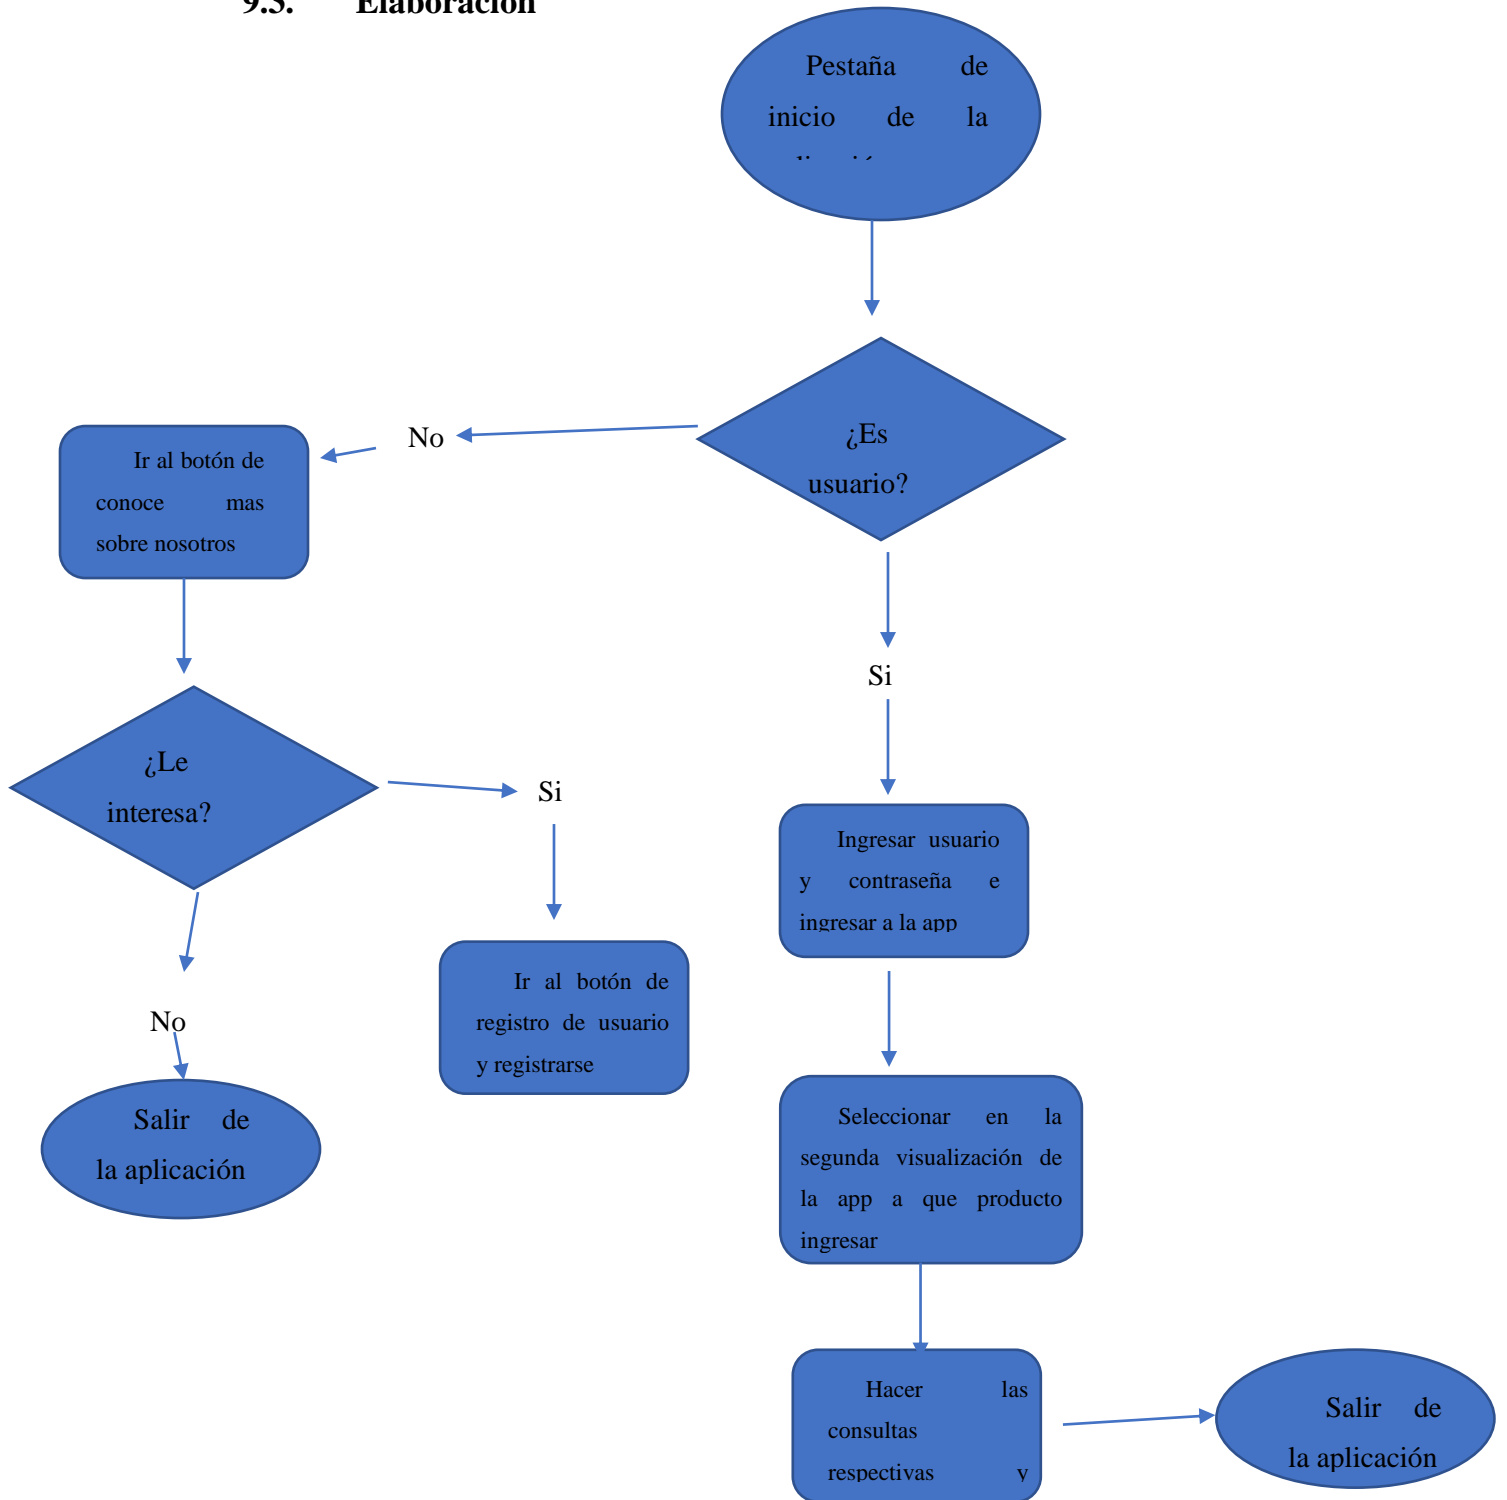 9.3. Elaboración
Pestaña de
inicio de la
¿Es
usuario?
No
Ir al botón de
conoce mas
sobre nosotros
Si
¿Le
interesa?
Si
Ingresar usuario
y contraseña e
ingresar a la app
Ir al botón de
registro de usuario
y registrarse
No
Salir de
la aplicación
Seleccionar en la
segunda visualización de
la app a que producto
ingresar
Hacer las
consultas
respectivas y
Salir de
la aplicación